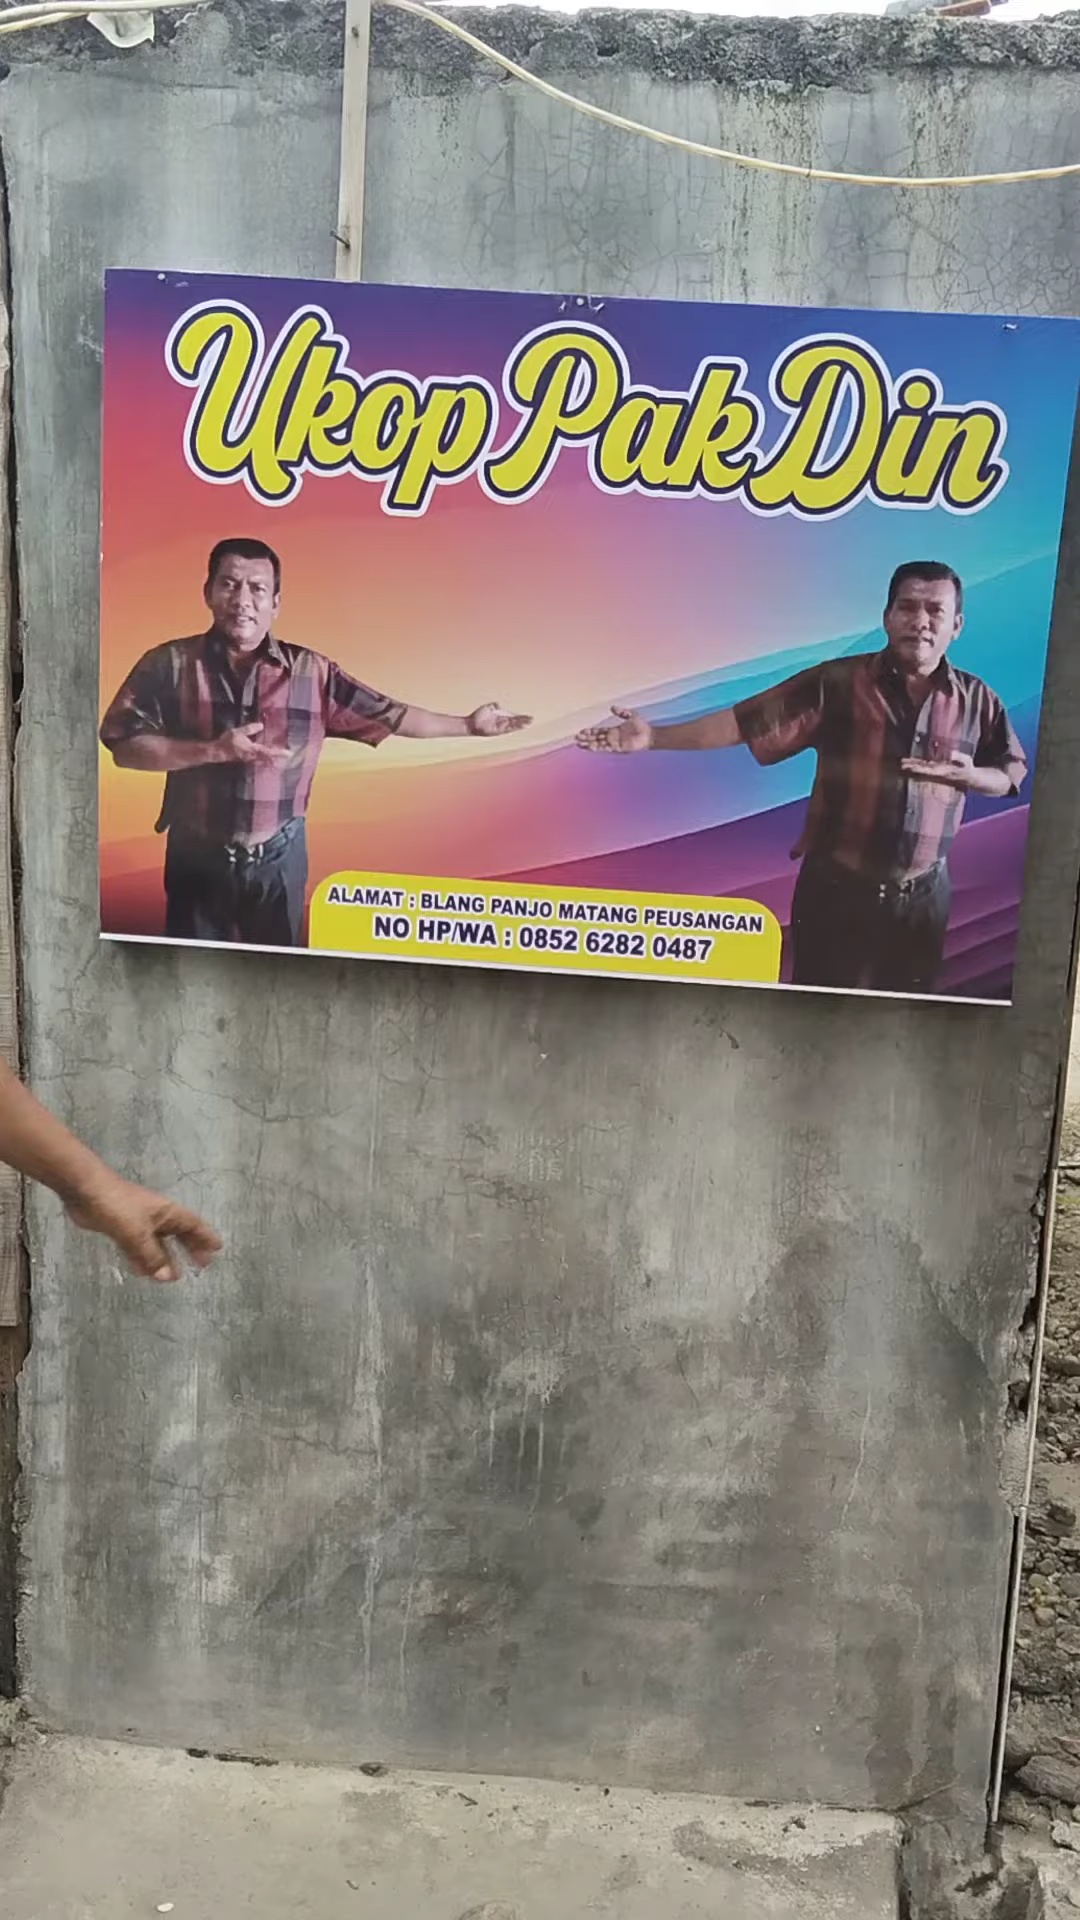 Ukop Pak Din
ALAMAT : BLANG PANJO MATANG PEUSANGAN
NO HP/WA : 0852 6282 0487